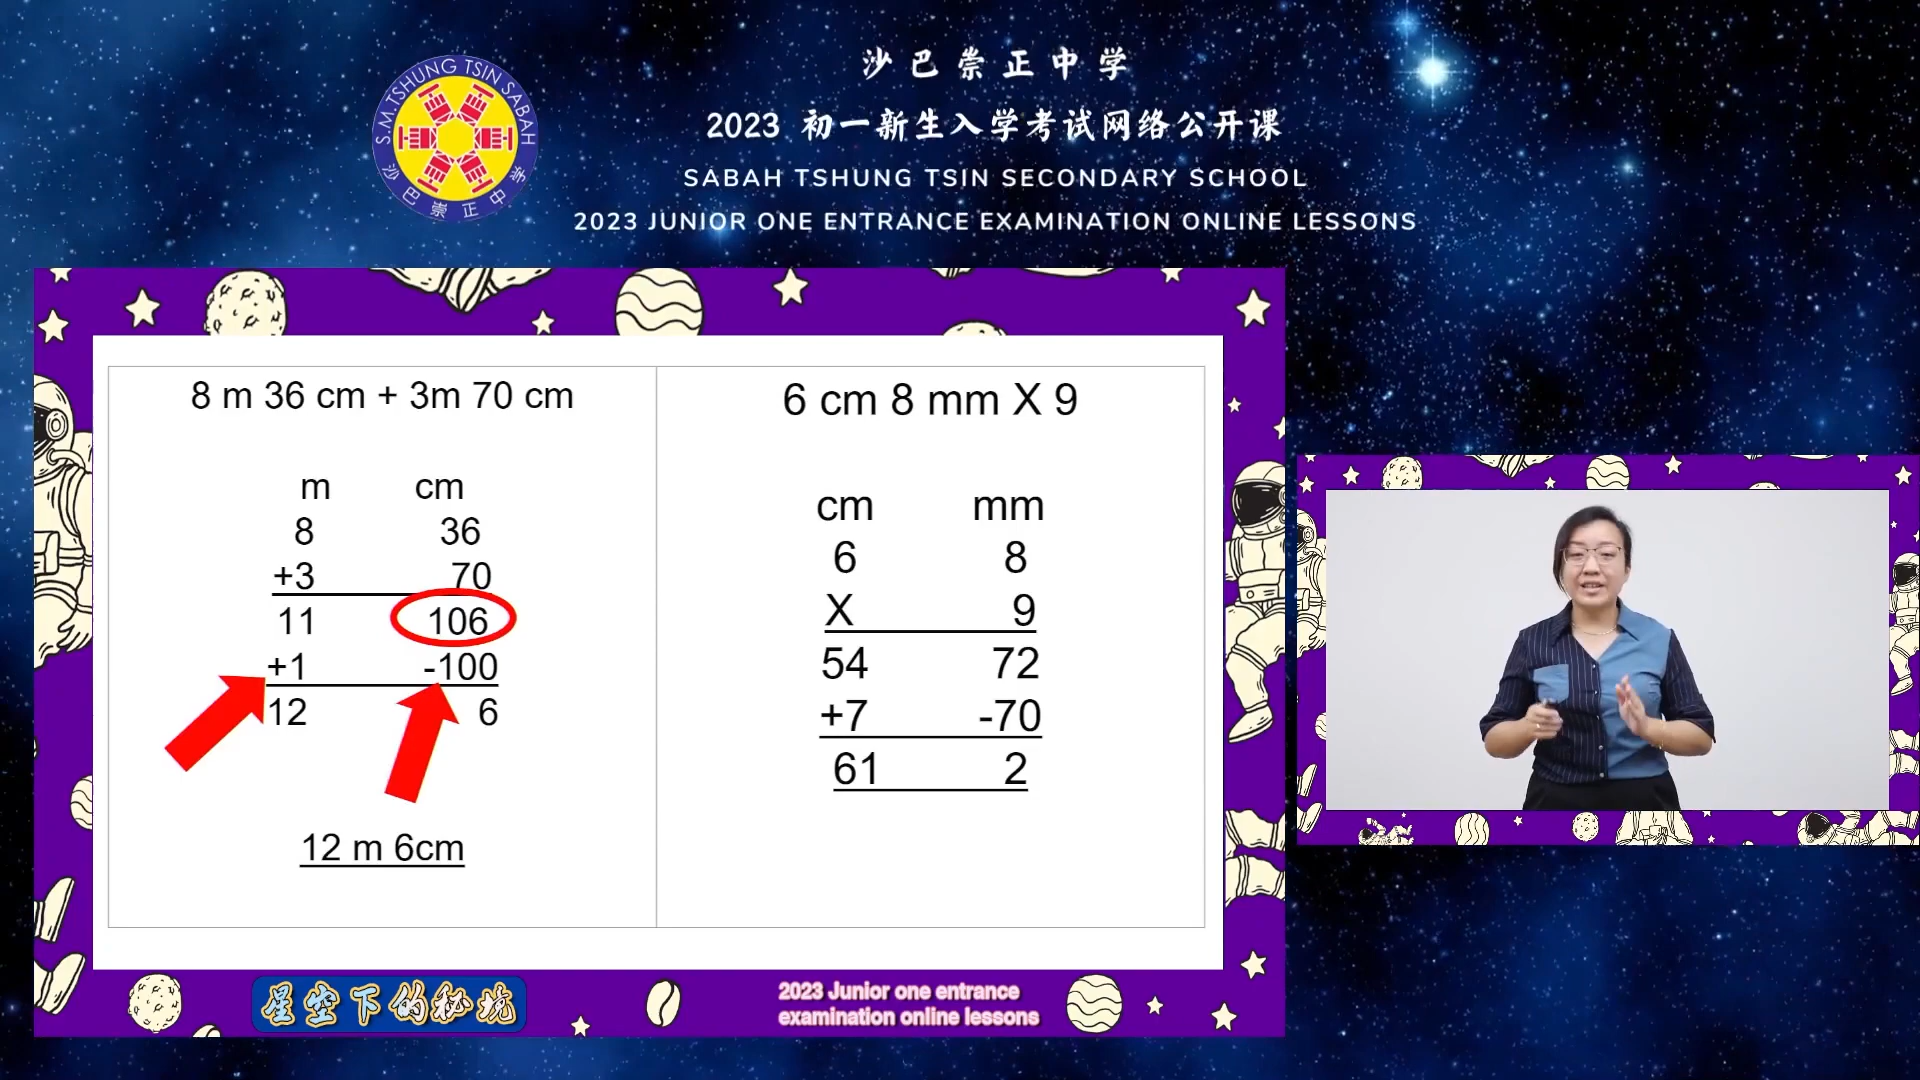 S.M TSHUNG TSIN SABAH
沙巴崇正中学
沙巴崇正中学
2023 初一新生入学考试网络公开课
SABAH TSHUNG TSIN SECONDARY SCHOOL
2023 JUNIOR ONE ENTRANCE EXAMINATION ONLINE LESSONS
8 m 36 cm + 3m 70 cm
m cm
8 36
+3 70
11 106
+1 -100
12 6
12 m 6cm
6 cm 8 mm X 9
cm mm
6 8
X 9
54 72
+7 -70
61 2
星空下的秘境
2023 Junior one entrance
examination online lessons